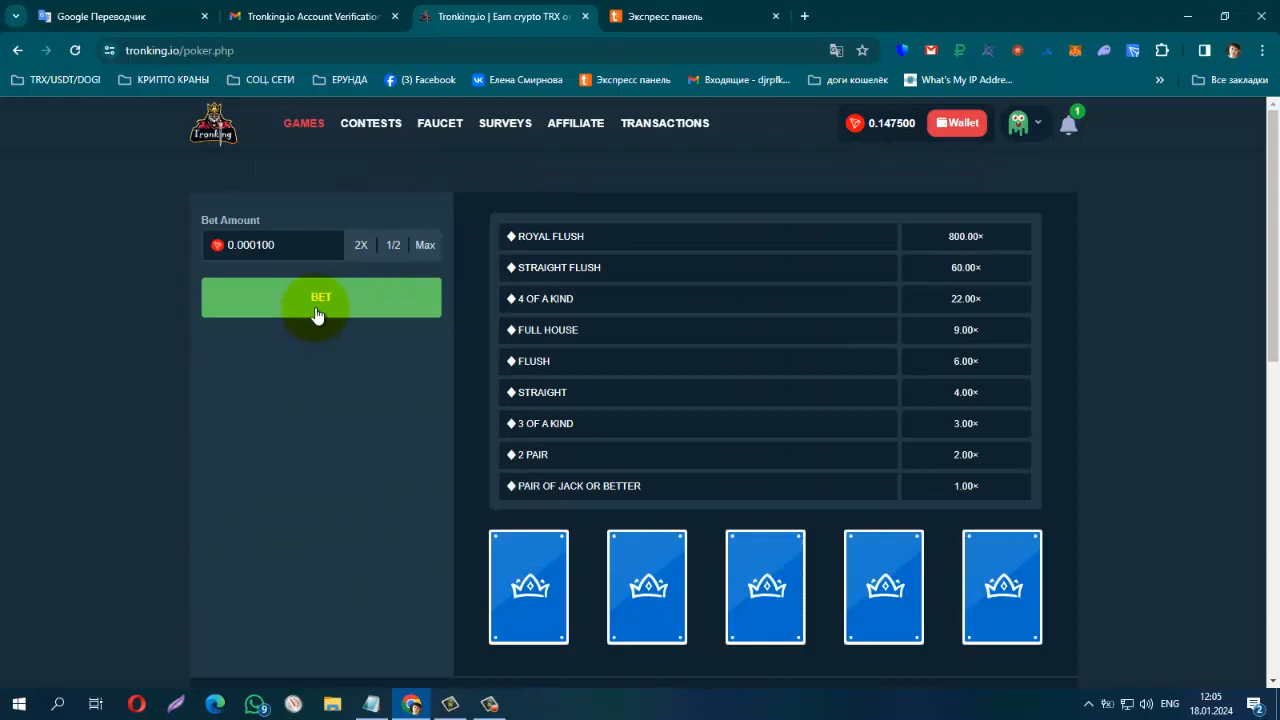 Google Переводчик
Tronking.io Account Verification
Tronking.io | Earn crypto TRX or
Экспресс панель
tronking.io/poker.php
TRX/USDT/DOGI
КРИПТО КРАНЫ
СОЦ. СЕТИ
ЕРУНДА
(3) Facebook
Елена Смирнова
Экспресс панель
Входящие - djrpfk...
доги кошелёк
What's My IP Addre...
Все закладки
Tronking
GAMES
CONTESTS
FAUCET
SURVEYS
AFFILIATE
TRANSACTIONS
0.147500
Wallet
1
Bet Amount
0.000100
2X
1/2
Max
BET
ROYAL FLUSH 800.00×
STRAIGHT FLUSH 60.00×
4 OF A KIND 22.00×
FULL HOUSE 9.00×
FLUSH 6.00×
STRAIGHT 4.00×
3 OF A KIND 3.00×
2 PAIR 2.00×
PAIR OF JACK OR BETTER 1.00×
9
12:05
18.01.2024
2